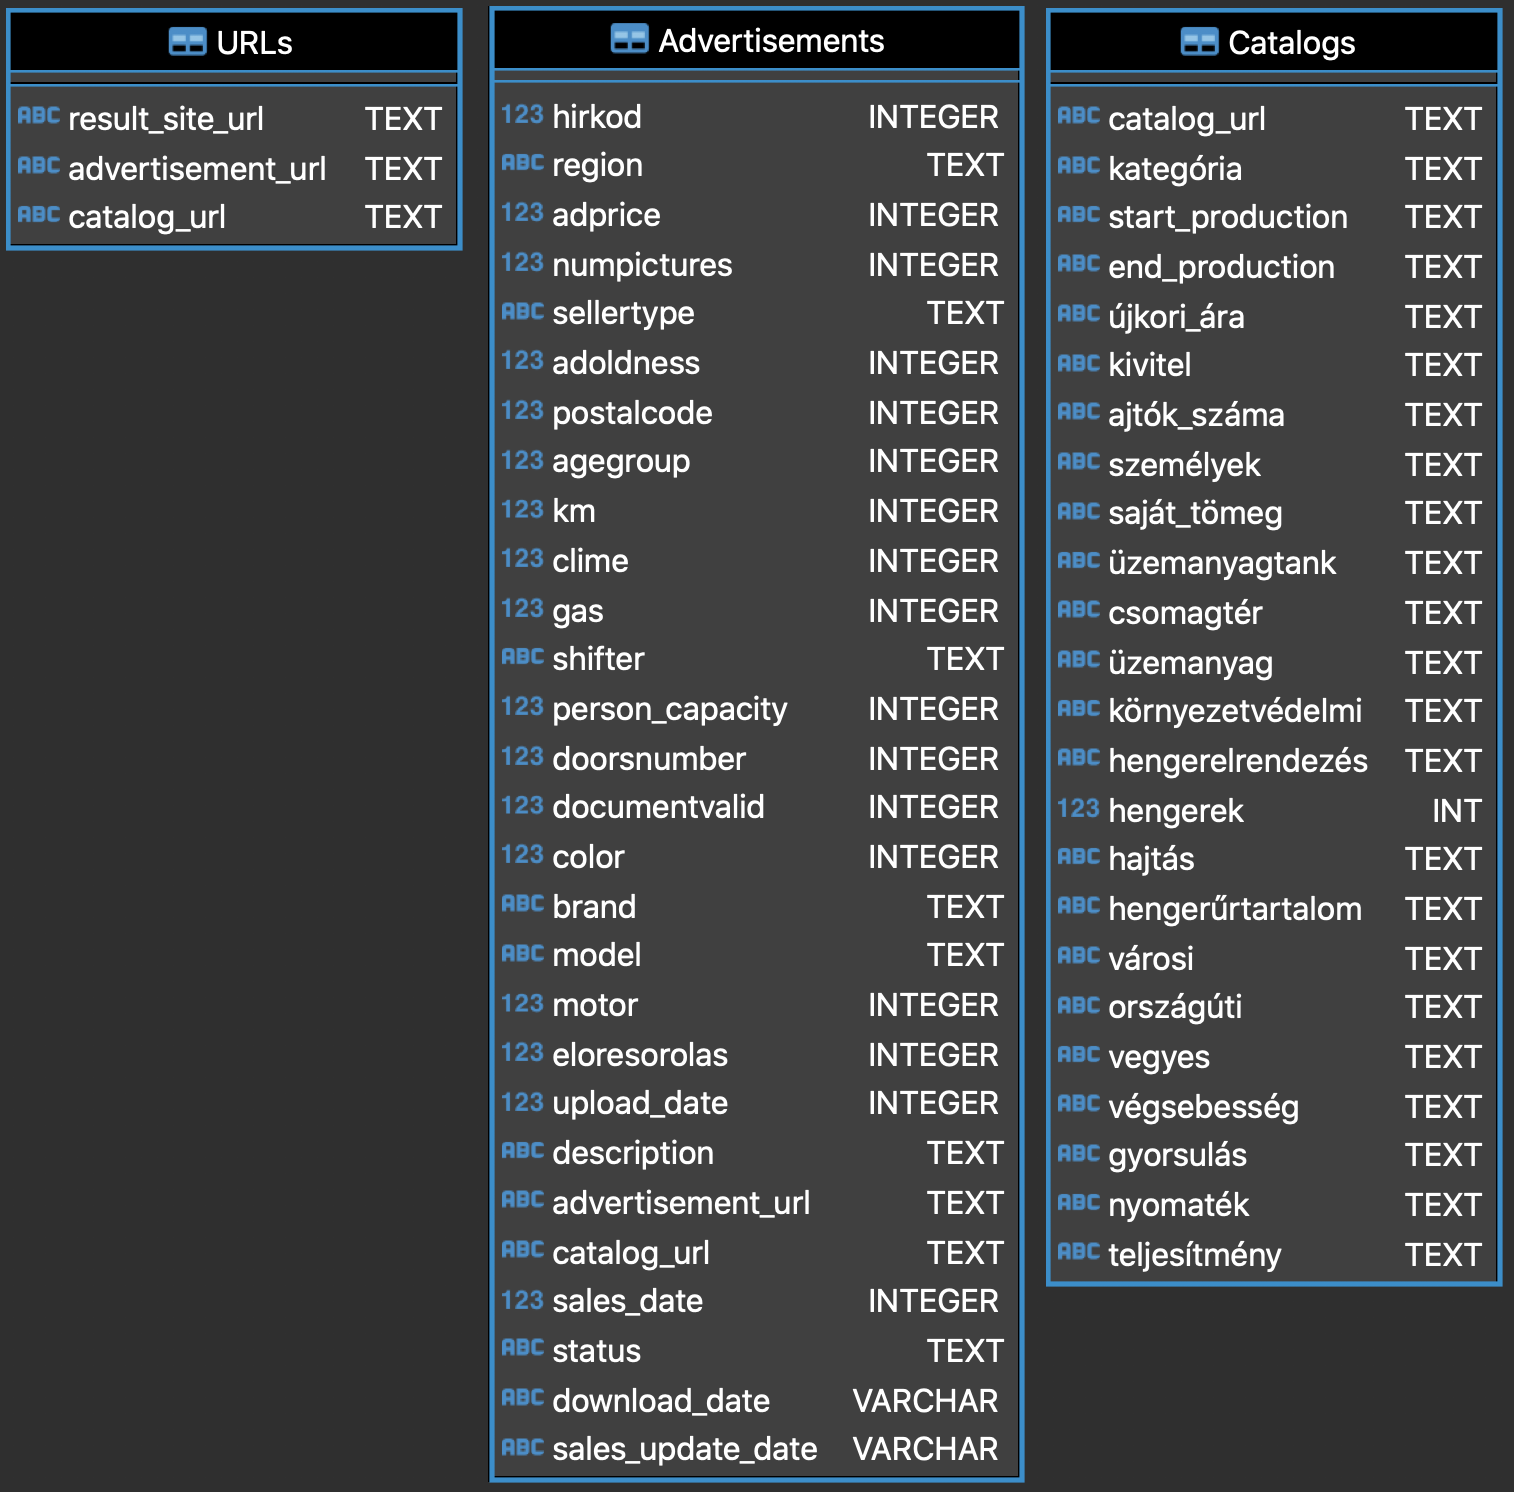 URLs
ABC result_site_url TEXT
ABC advertisement_url TEXT
ABC catalog_url TEXT
Advertisements
123 hirkod INTEGER
ABC region TEXT
123 adprice INTEGER
123 numpictures INTEGER
ABC sellertype TEXT
123 adoldness INTEGER
123 postalcode INTEGER
123 agegroup INTEGER
123 km INTEGER
123 clime INTEGER
123 gas INTEGER
ABC shifter TEXT
123 person_capacity INTEGER
123 doorsnumber INTEGER
123 documentvalid INTEGER
123 color INTEGER
ABC brand TEXT
ABC model TEXT
123 motor INTEGER
123 eloresorolas INTEGER
123 upload_date INTEGER
ABC description TEXT
ABC advertisement_url TEXT
ABC catalog_url TEXT
123 sales_date INTEGER
ABC status TEXT
ABC download_date VARCHAR
ABC sales_update_date VARCHAR
Catalogs
ABC catalog_url TEXT
ABC kategória TEXT
ABC start_production TEXT
ABC end_production TEXT
ABC újkori_ára TEXT
ABC kivitel TEXT
ABC ajtók_száma TEXT
ABC személyek TEXT
ABC saját_tömeg TEXT
ABC üzemanyagtank TEXT
ABC csomagtér TEXT
ABC üzemanyag TEXT
ABC környezetvédelmi TEXT
ABC hengerelrendezés TEXT
123 hengerek INT
ABC hajtás TEXT
ABC hengerűrtartalom TEXT
ABC városi TEXT
ABC országúti TEXT
ABC vegyes TEXT
ABC végsebesség TEXT
ABC gyorsulás TEXT
ABC nyomaték TEXT
ABC teljesítmény TEXT